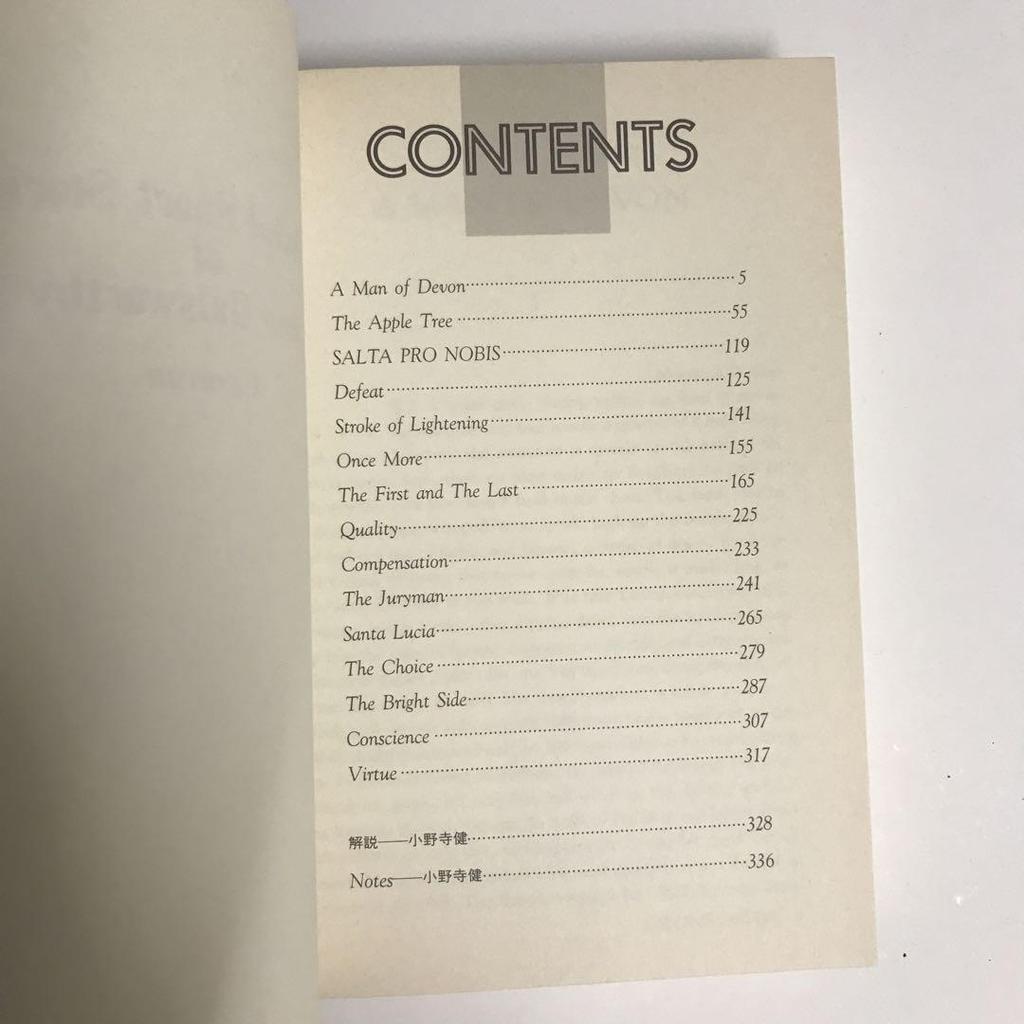 CONTENTS
A Man of Devon 5
The Apple Tree 55
SALTA PRO NOBIS 119
Defeat 125
Stroke of Lightening 141
Once More 155
The First and The Last 165
Quality 225
Compensation 233
The Juryman 241
Santa Lucia 265
The Choice 279
The Bright Side 287
Conscience 307
Virtue 317
解説——小野寺健 328
Notes——小野寺健 336